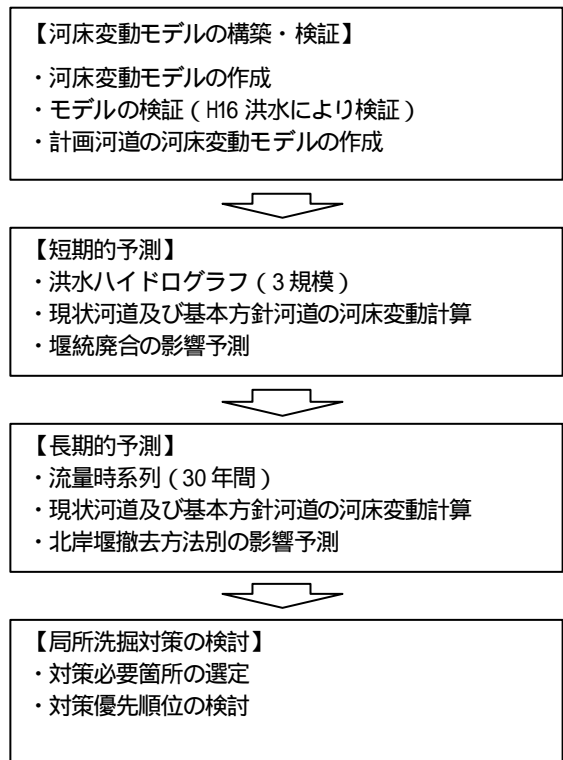 【河床変動モデルの構築・検証】
・河床変動モデルの作成
・モデルの検証（H16 洪水により検証）
・計画河道の河床変動モデルの作成
【短期的予測】
・洪水ハイドログラフ（3 規模）
・現状河道及び基本方針河道の河床変動計算
・堰統廃合の影響予測
【長期的予測】
・流量時系列（30 年間）
・現状河道及び基本方針河道の河床変動計算
・北岸堰撤去方法別の影響予測
【局所洗掘対策の検討】
・対策必要箇所の選定
・対策優先順位の検討